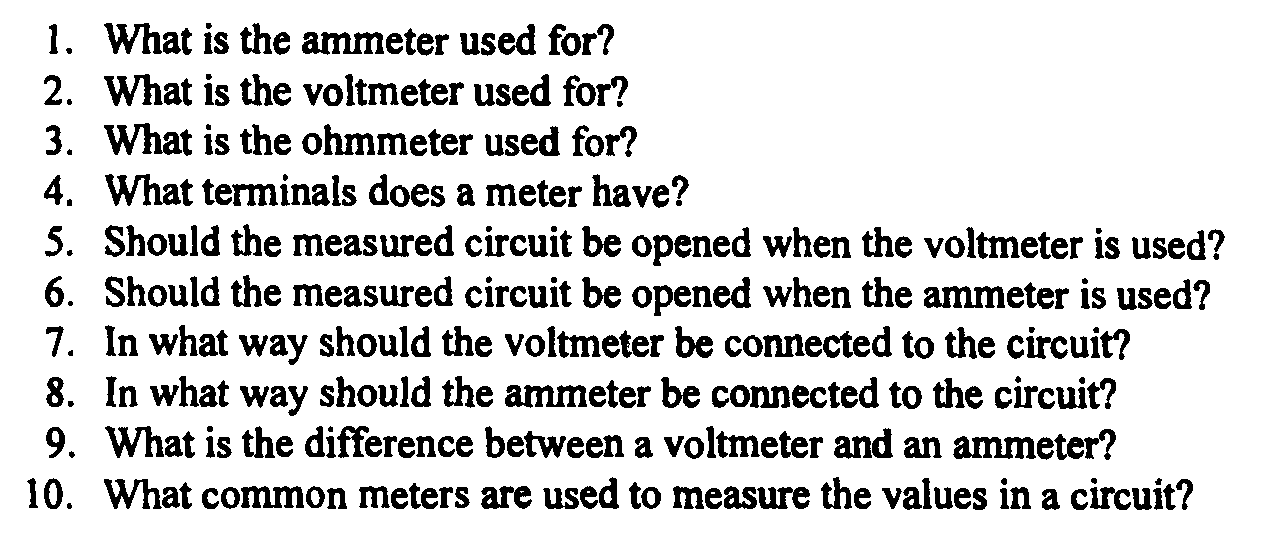 1. What is the ammeter used for?
2. What is the voltmeter used for?
3. What is the ohmmeter used for?
4. What terminals does a meter have?
5. Should the measured circuit be opened when the voltmeter is used?
6. Should the measured circuit be opened when the ammeter is used?
7. In what way should the voltmeter be connected to the circuit?
8. In what way should the ammeter be connected to the circuit?
9. What is the difference between a voltmeter and an ammeter?
10. What common meters are used to measure the values in a circuit?